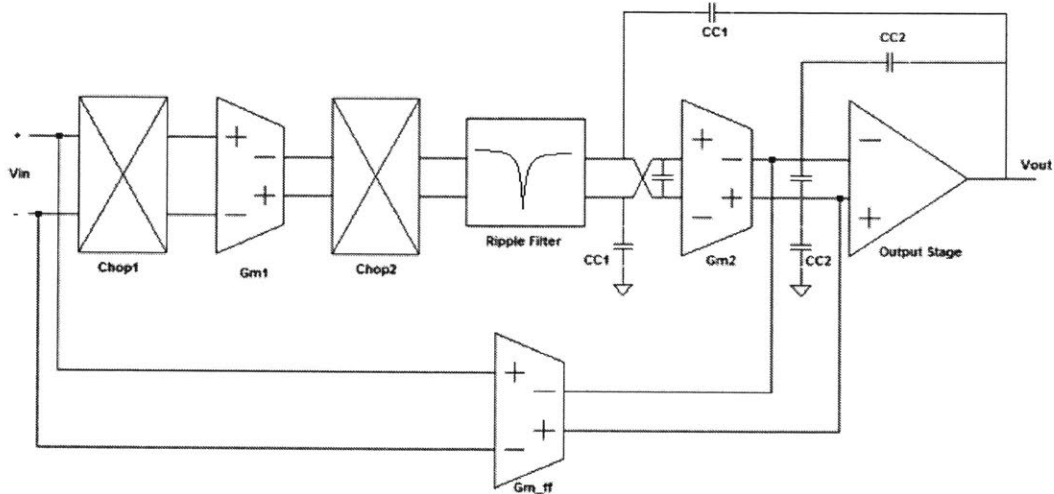 CC1
CC2
+
Vin
-
Chop1
+
-
-
+
Gm1
Chop2
Ripple Filter
CC1
+
-
-
+
Gm2
CC2
-
+
Output Stage
Vout
+
-
-
+
Gm_ff